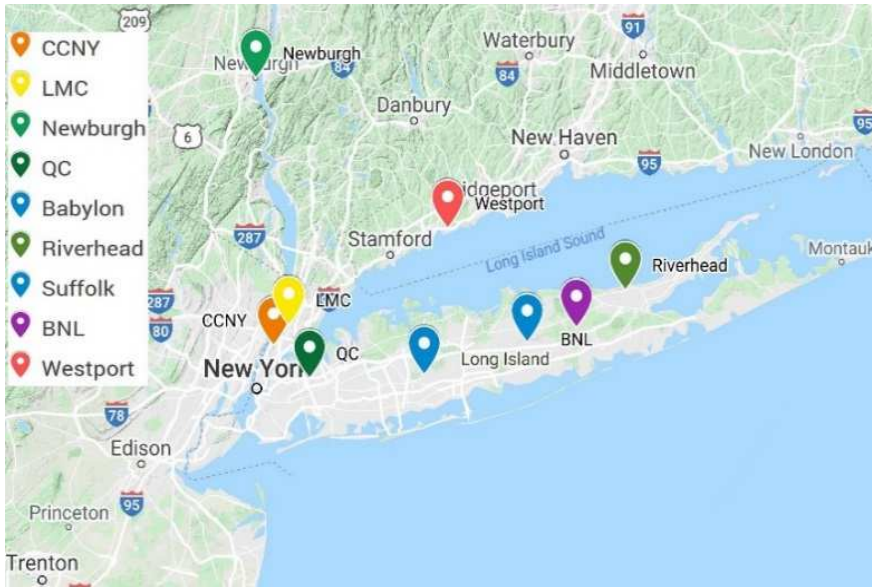 209
CCNY
LMC
Newburgh
QC
Babylon
Riverhead
Suffolk
BNL
Westport
Newburgh
84
Waterbury
84
91
Middletown
Danbury
6
New Haven
95
New London
95
idgeport
Westport
Stamford
287
Long Island Sound
Riverhead
Montauk
287
LMC
CCNY
80
QC
Long Island
BNL
New York
78
Edison
95
Princeton
Trenton